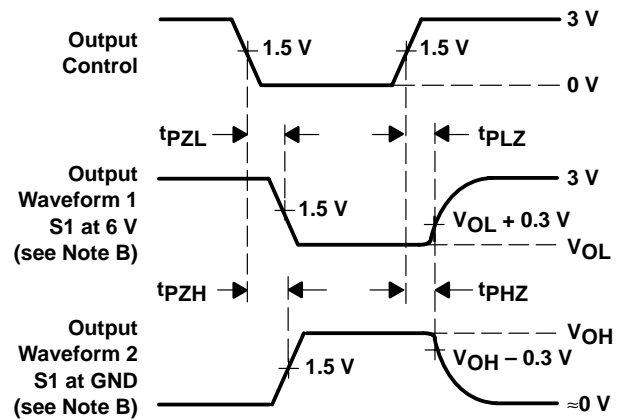 Output
Control
1.5 V
1.5 V
3 V
0 V
tPZL
tPLZ
Output
Waveform 1
S1 at 6 V
(see Note B)
1.5 V
3 V
VOL + 0.3 V
VOL
tPZH
tPHZ
Output
Waveform 2
S1 at GND
(see Note B)
1.5 V
VOH
VOH – 0.3 V
≈0 V